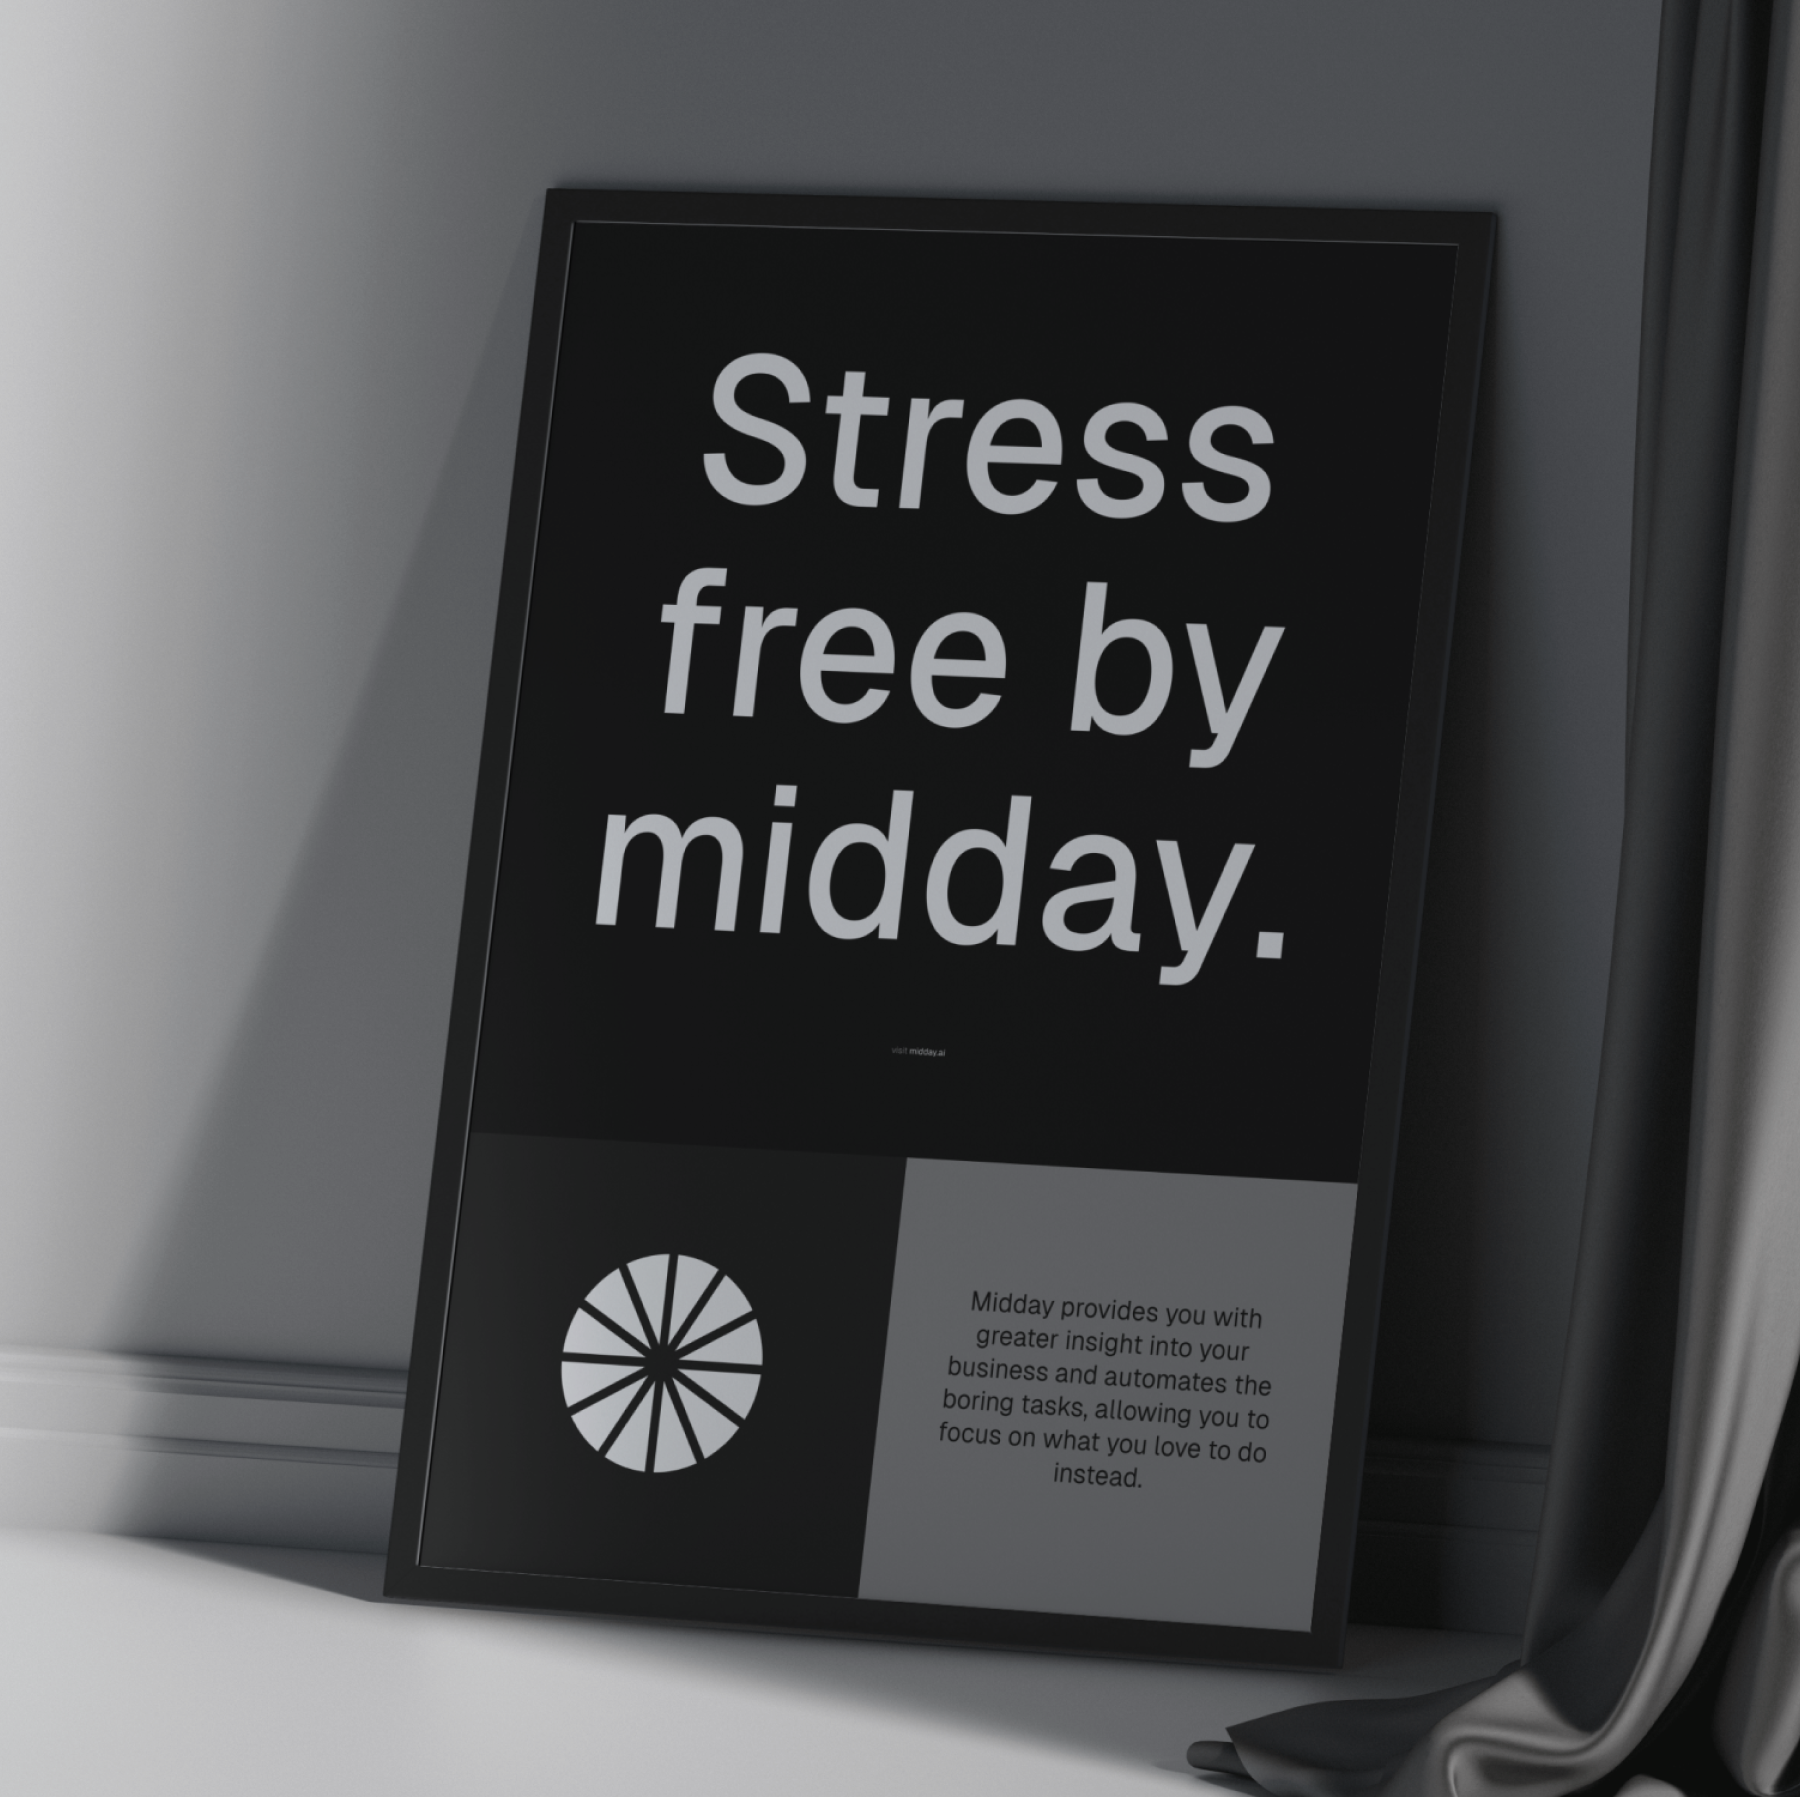 Stress
free by
midday.
visit midday.ai
Midday provides you with
greater insight into your
business and automates the
boring tasks, allowing you to
focus on what you love to do
instead.